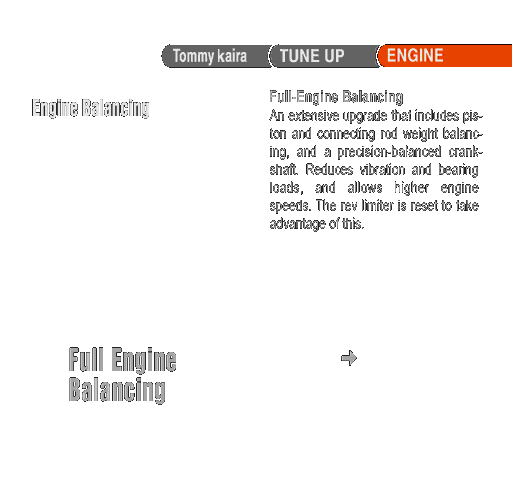 Tommy kaira TUNE UP ENGINE
Engine Balancing
Full-Engine Balancing
An extensive upgrade that includes pis-
ton and connecting rod weight balanc-
ing, and a precision-balanced crank-
shaft. Reduces vibration and bearing
loads, and allows higher engine
speeds. The rev limiter is reset to take
advantage of this.
Full Engine
Balancing